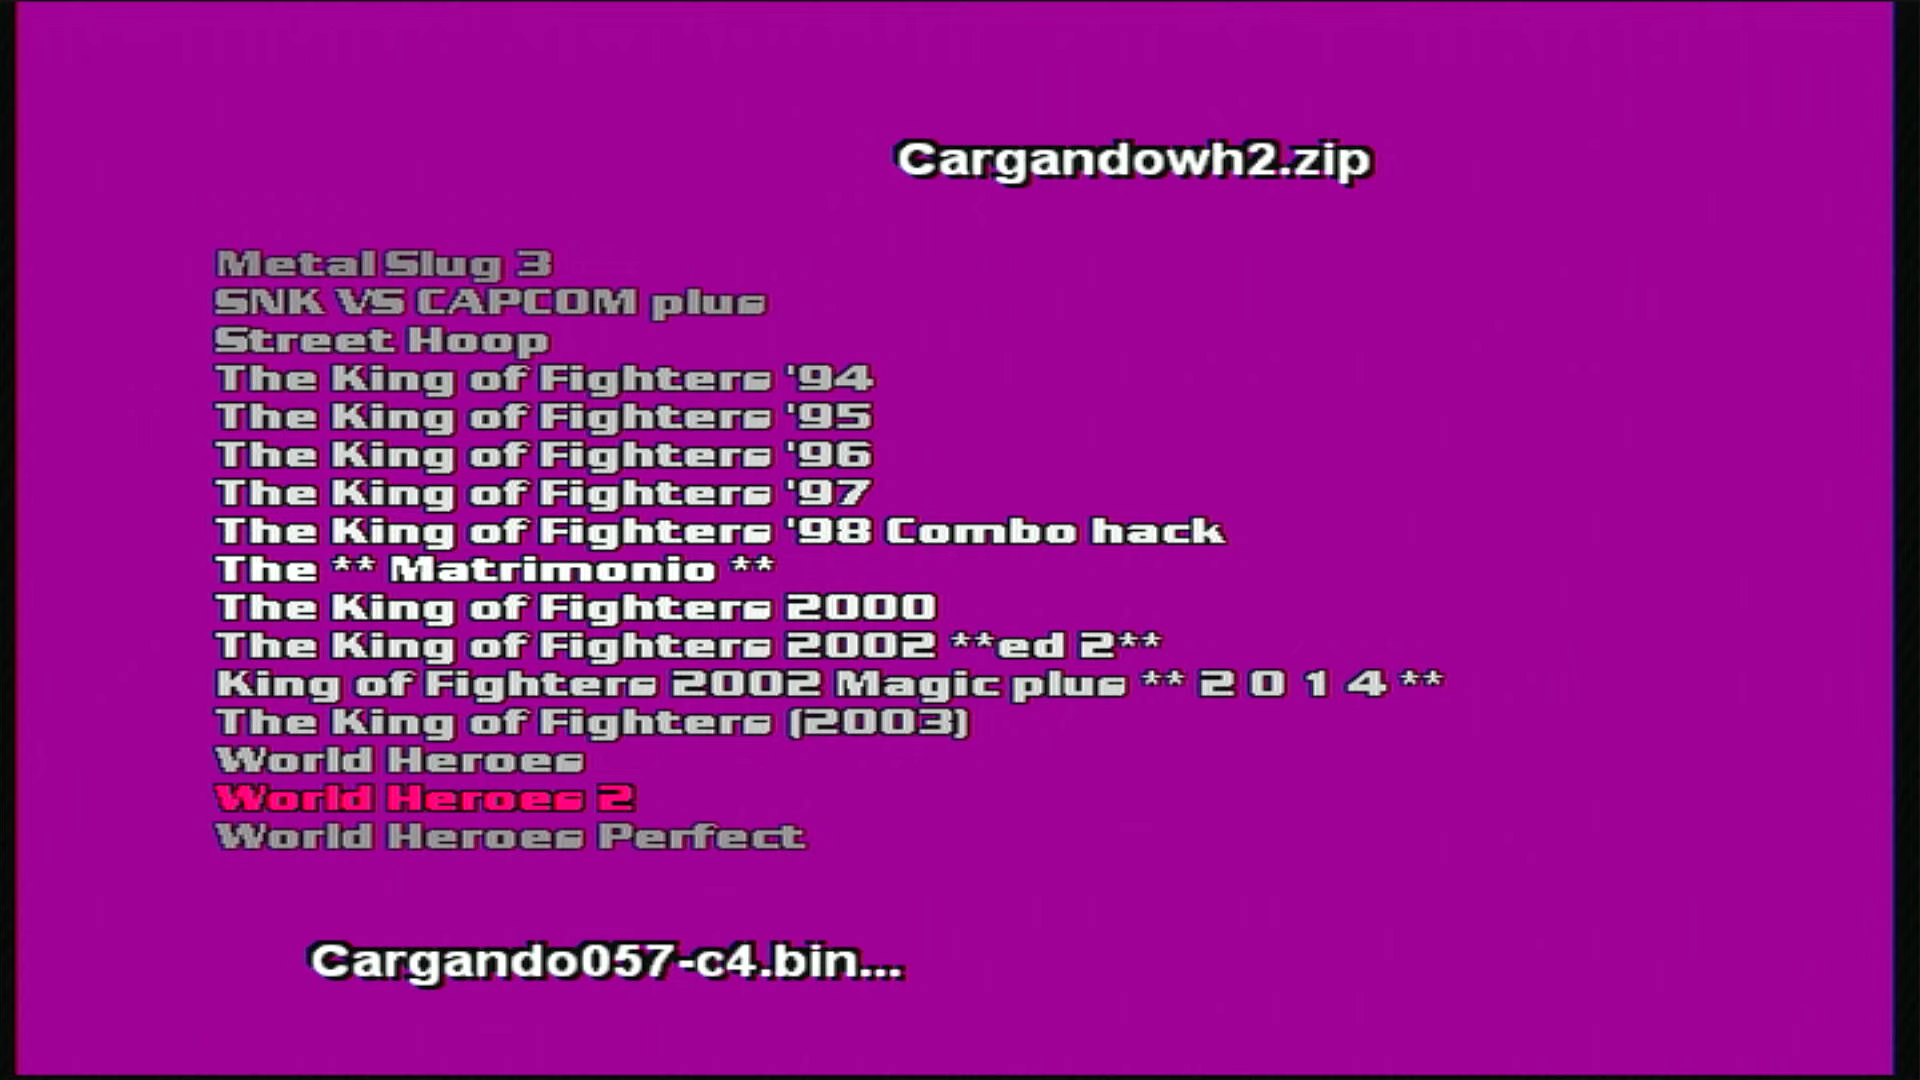 Cargandowh2.zip
Metal Slug 3
SNK VS CAPCOM plus
Street Hoop
The King of Fighters '94
The King of Fighters '95
The King of Fighters '96
The King of Fighters '97
The King of Fighters '98 Combo hack
The ** Matrimonio **
The King of Fighters 2000
The King of Fighters 2002 **ed 2**
King of Fighters 2002 Magic plus ** 2 0 1 4 **
The King of Fighters (2003)
World Heroes
World Heroes 2
World Heroes Perfect
Cargando057-c4.bin...